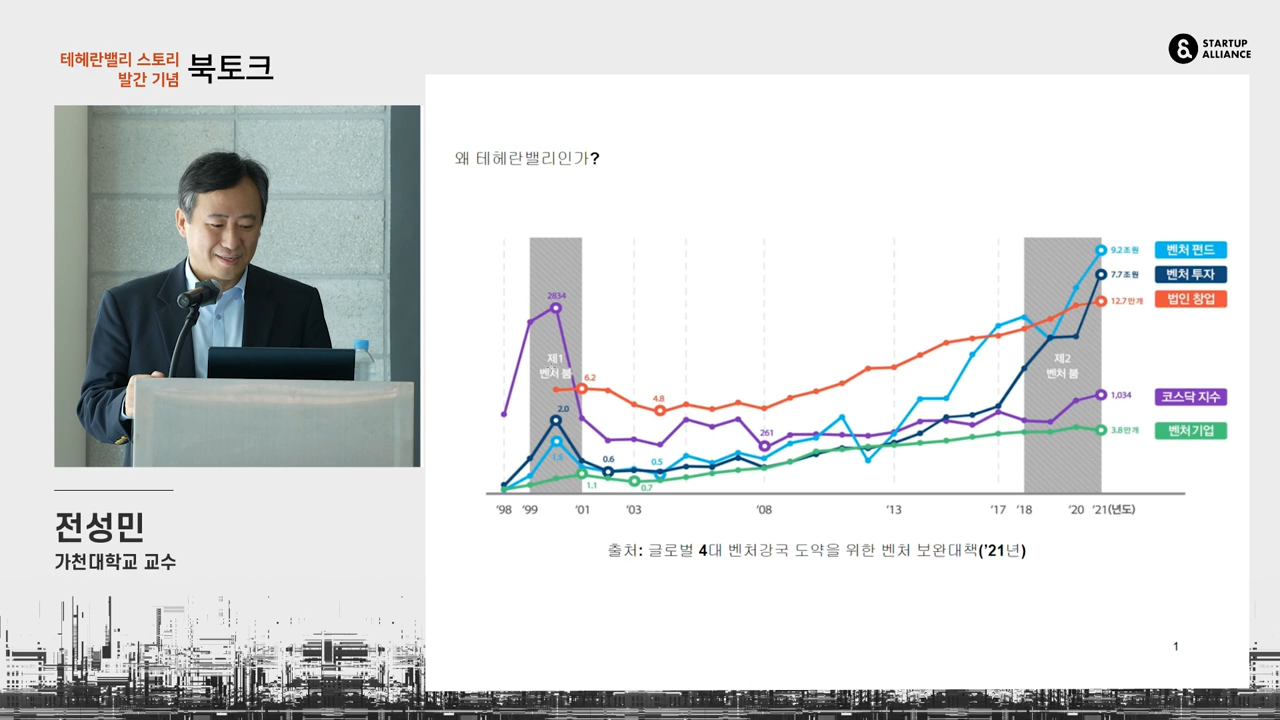 테헤란밸리 스토리
발간 기념
북토크
STARTUP
ALLIANCE
왜 테헤란밸리인가?
2834
제1
벤처 붐
6.2
2.0
1.5
1.1
0.6
0.7
4.8
0.5
261
제2
벤처 붐
9.2조원
벤처 펀드
7.7조원
벤처 투자
12.7만개
법인 창업
1,034
코스닥 지수
3.8만개
벤처기업
'98 '99 '01 '03 '08 '13 '17 '18 '20 '21(년도)
출처: 글로벌 4대 벤처강국 도약을 위한 벤처 보완대책('21년)
1
전성민
가천대학교 교수